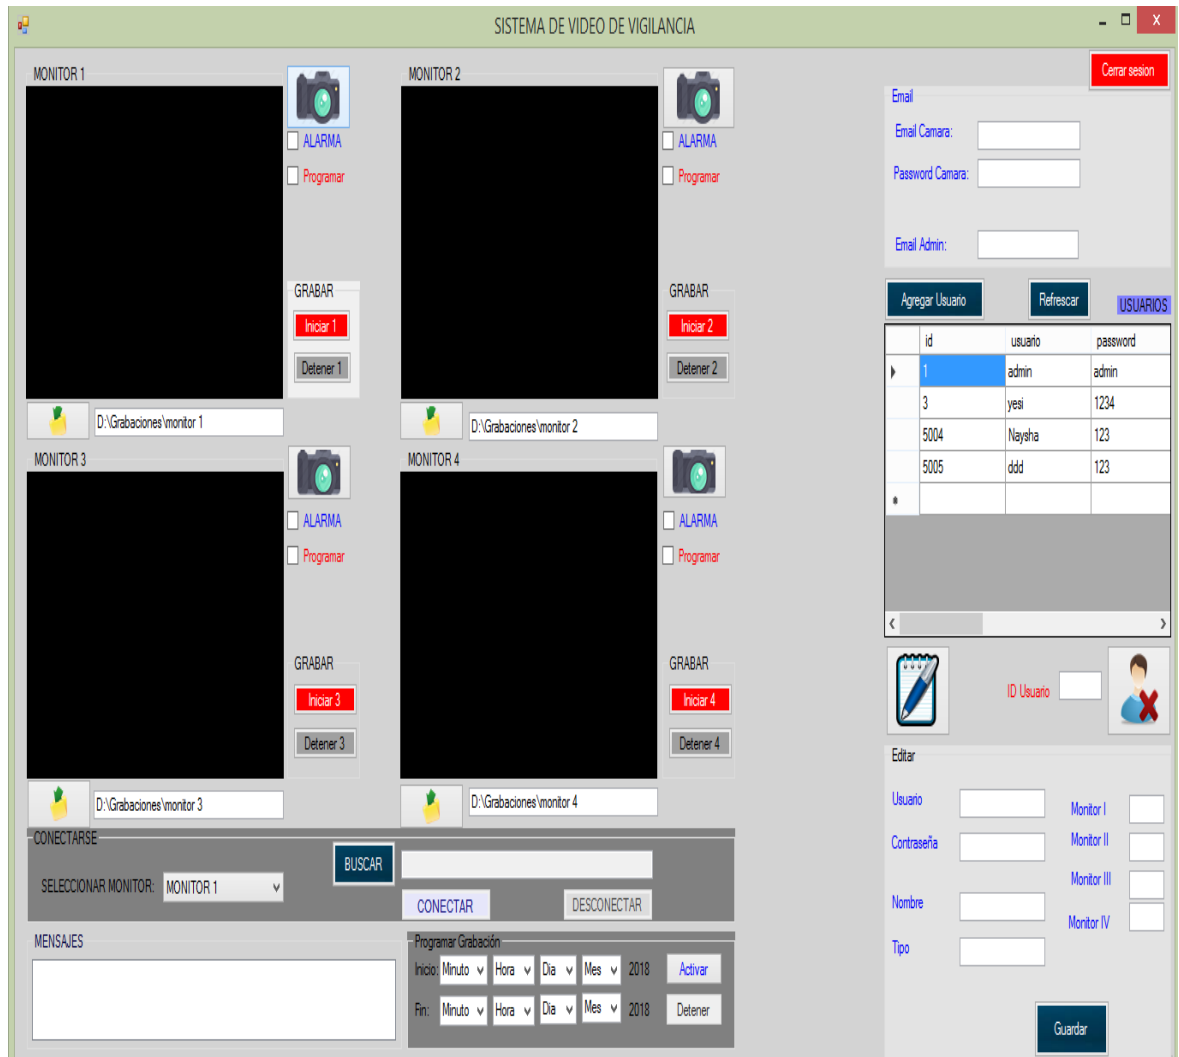 SISTEMA DE VIDEO DE VIGILANCIA
X
Cerrar sesion
MONITOR 1
ALARMA
Programar
GRABAR
Iniciar 1
Detener 1
D:\Grabaciones\monitor 1
MONITOR 2
ALARMA
Programar
GRABAR
Iniciar 2
Detener 2
D:\Grabaciones\monitor 2
MONITOR 3
ALARMA
Programar
GRABAR
Iniciar 3
Detener 3
D:\Grabaciones\monitor 3
MONITOR 4
ALARMA
Programar
GRABAR
Iniciar 4
Detener 4
D:\Grabaciones\monitor 4
CONECTARSE
SELECCIONAR MONITOR: MONITOR 1
BUSCAR
CONECTAR DESCONECTAR
MENSAJES
Programar Grabación
Inicio: Minuto Hora Dia Mes 2018 Activar
Fin: Minuto Hora Dia Mes 2018 Detener
Email
Email Camara:
Password Camara:
Email Admin:
Agregar Usuario Refrescar USUARIOS
id usuario password
1 admin admin
3 yesi 1234
5004 Naysha 123
5005 ddd 123
ID Usuario
Editar
Usuario
Contraseña
Nombre
Tipo
Monitor I
Monitor II
Monitor III
Monitor IV
Guardar